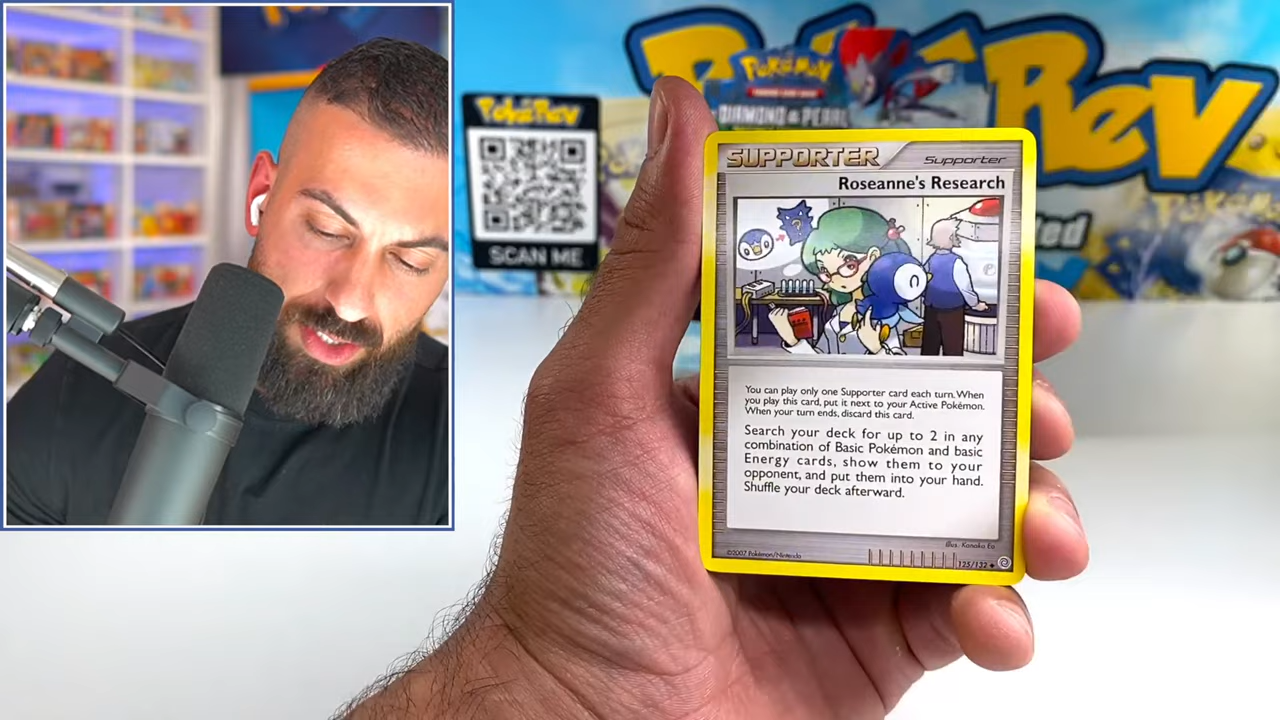 PokéRev
SCAN ME
Pokémon
DIAMOND & PEARL
PokéRev
SUPPORTER
Supporter
Roseanne's Research
You can play only one Supporter card each turn. When
you play this card, put it next to your Active Pokémon.
When your turn ends, discard this card.
Search your deck for up to 2 in any
combination of Basic Pokémon and basic
Energy cards, show them to your
opponent, and put them into your hand.
Shuffle your deck afterward.
Illus. Kanako Eo
©2007 Pokémon/Nintendo
125/132